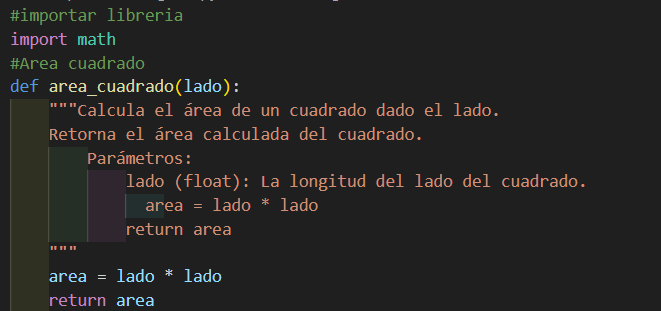 #importar libreria
import math
#Area cuadrado
def area_cuadrado(lado):
"""Calcula el área de un cuadrado dado el lado.
Retorna el área calculada del cuadrado.
Parámetros:
lado (float): La longitud del lado del cuadrado.
area = lado * lado
return area
"""
area = lado * lado
return area